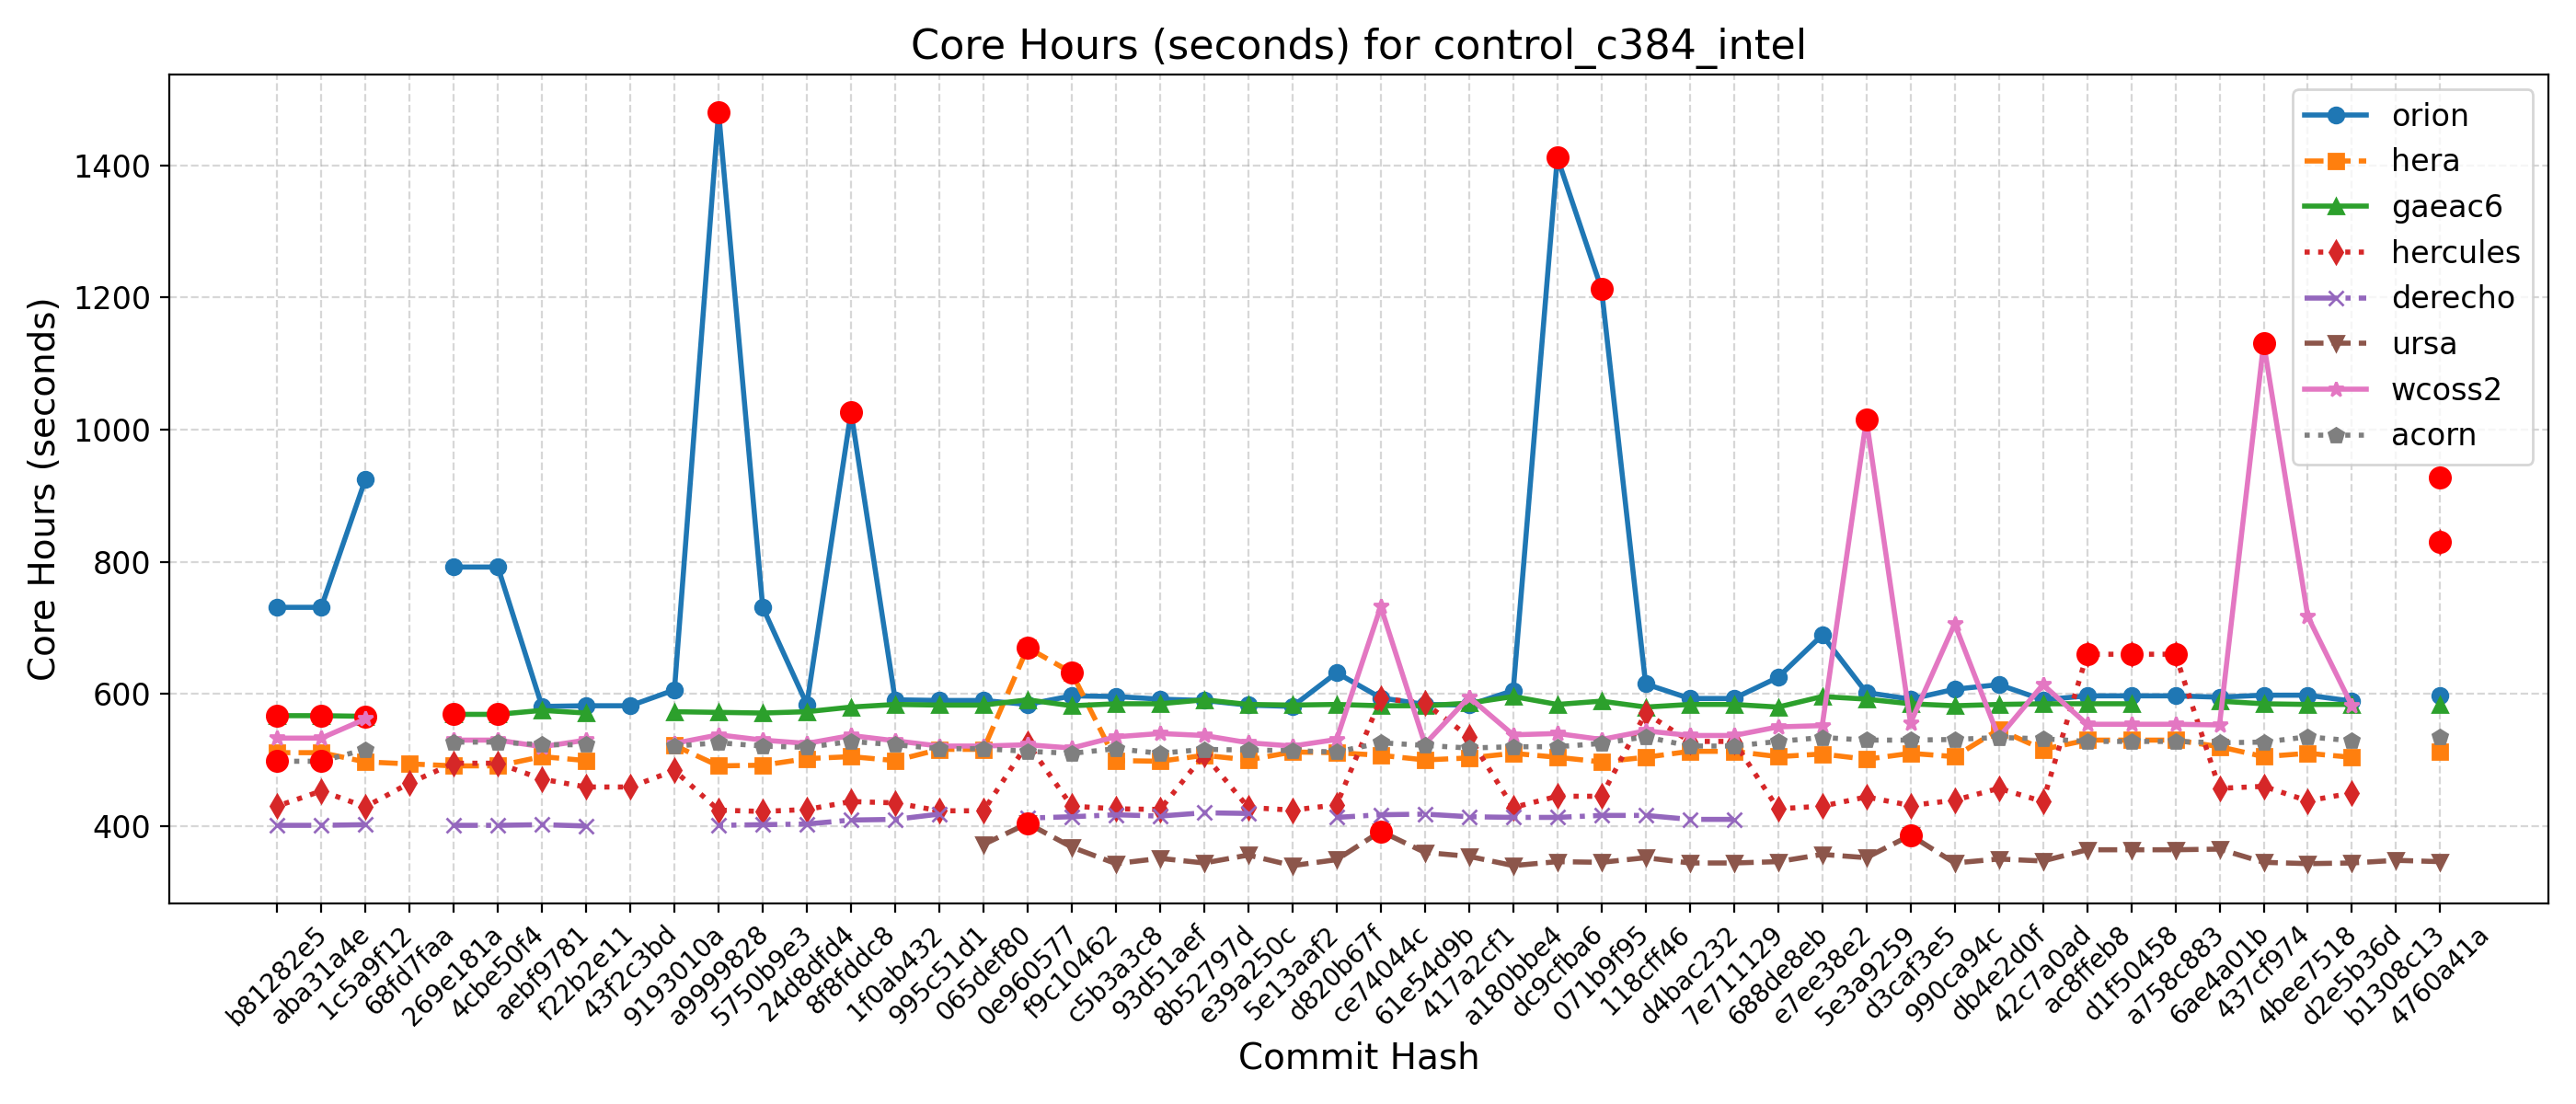 Core Hours (seconds) for control_c384_intel
Core Hours (seconds)
1400
1200
1000
800
600
400
orion
hera
gaeac6
hercules
derecho
ursa
wcoss2
acorn
b81282e5
aba31a4e
1c5a9f12
68fd7faa
269e181a
4cbe50f4
aebf9781
f22b2e11
43f2c3bd
9193010a
a9999828
5750b9e3
24d8dfd4
8f8fddc8
1f0ab432
995c51d1
065def80
0e960577
f9c10462
c5b3a3c8
93d51aef
8b52797d
e39a250c
5e13aaf2
d820b67f
ce74044c
61e54d9b
417a2cf1
a180bbe4
dc9cfba6
071b9f95
118cff46
d4bac232
7e711129
688de8eb
e7ee38e2
5e3a9259
d3caf3e5
990ca94c
db4e2d0f
42c7a0ad
ac8ffeb8
d1f50458
a758c883
6ae4a01b
437cf974
4bee7518
d2e5b36d
b1308c13
4760a41a
Commit Hash